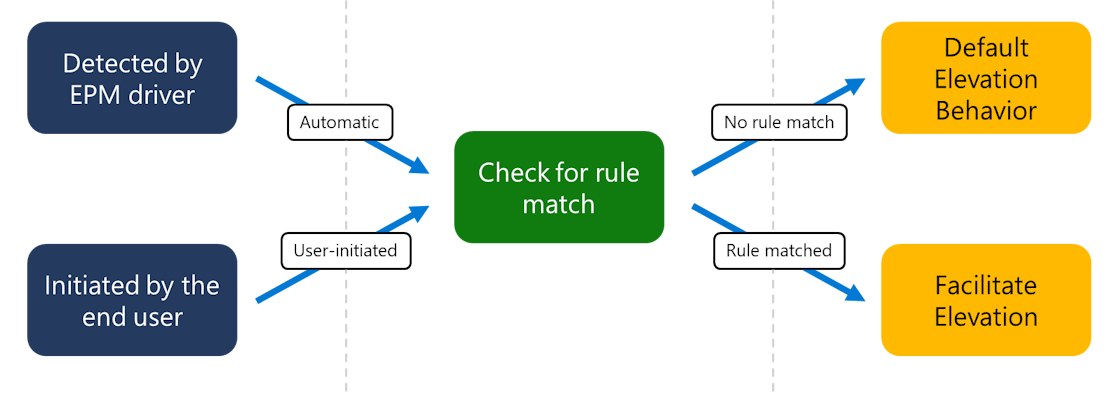 Detected by
EPM driver
Automatic
Initiated by the
end user
User-initiated
Check for rule
match
No rule match
Default
Elevation
Behavior
Rule matched
Facilitate
Elevation